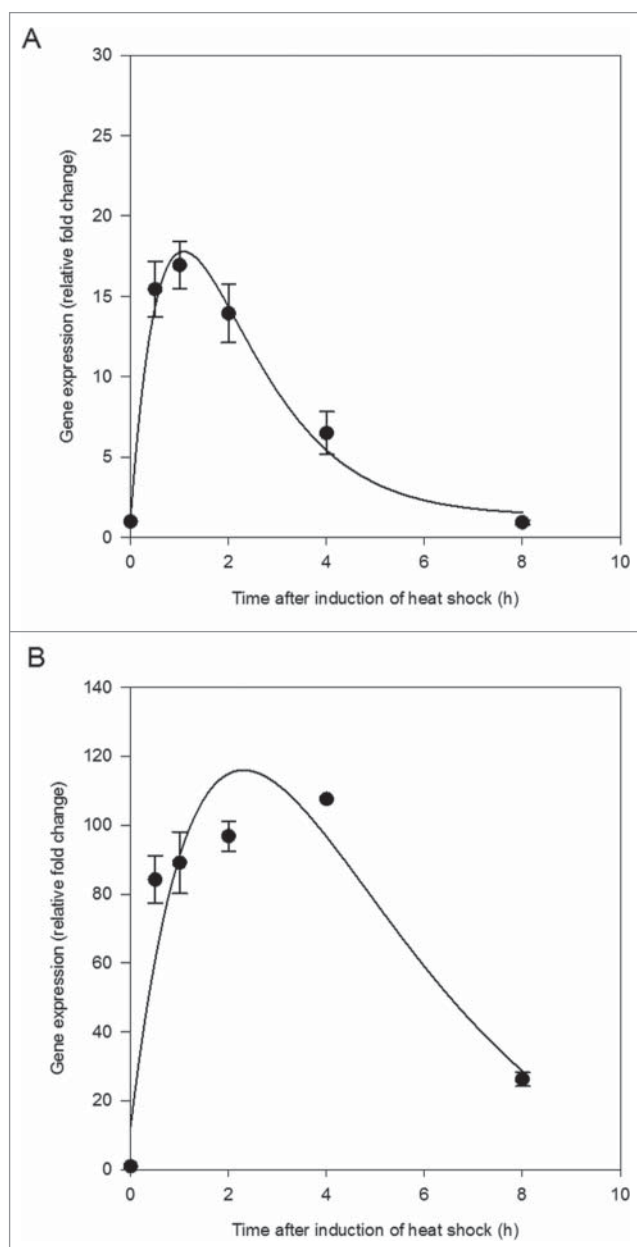 A
30
25
20
15
10
5
0
Gene expression (relative fold change)
0 2 4 6 8 10
Time after induction of heat shock (h)
B
140
120
100
80
60
40
20
0
Gene expression (relative fold change)
0 2 4 6 8 10
Time after induction of heat shock (h)